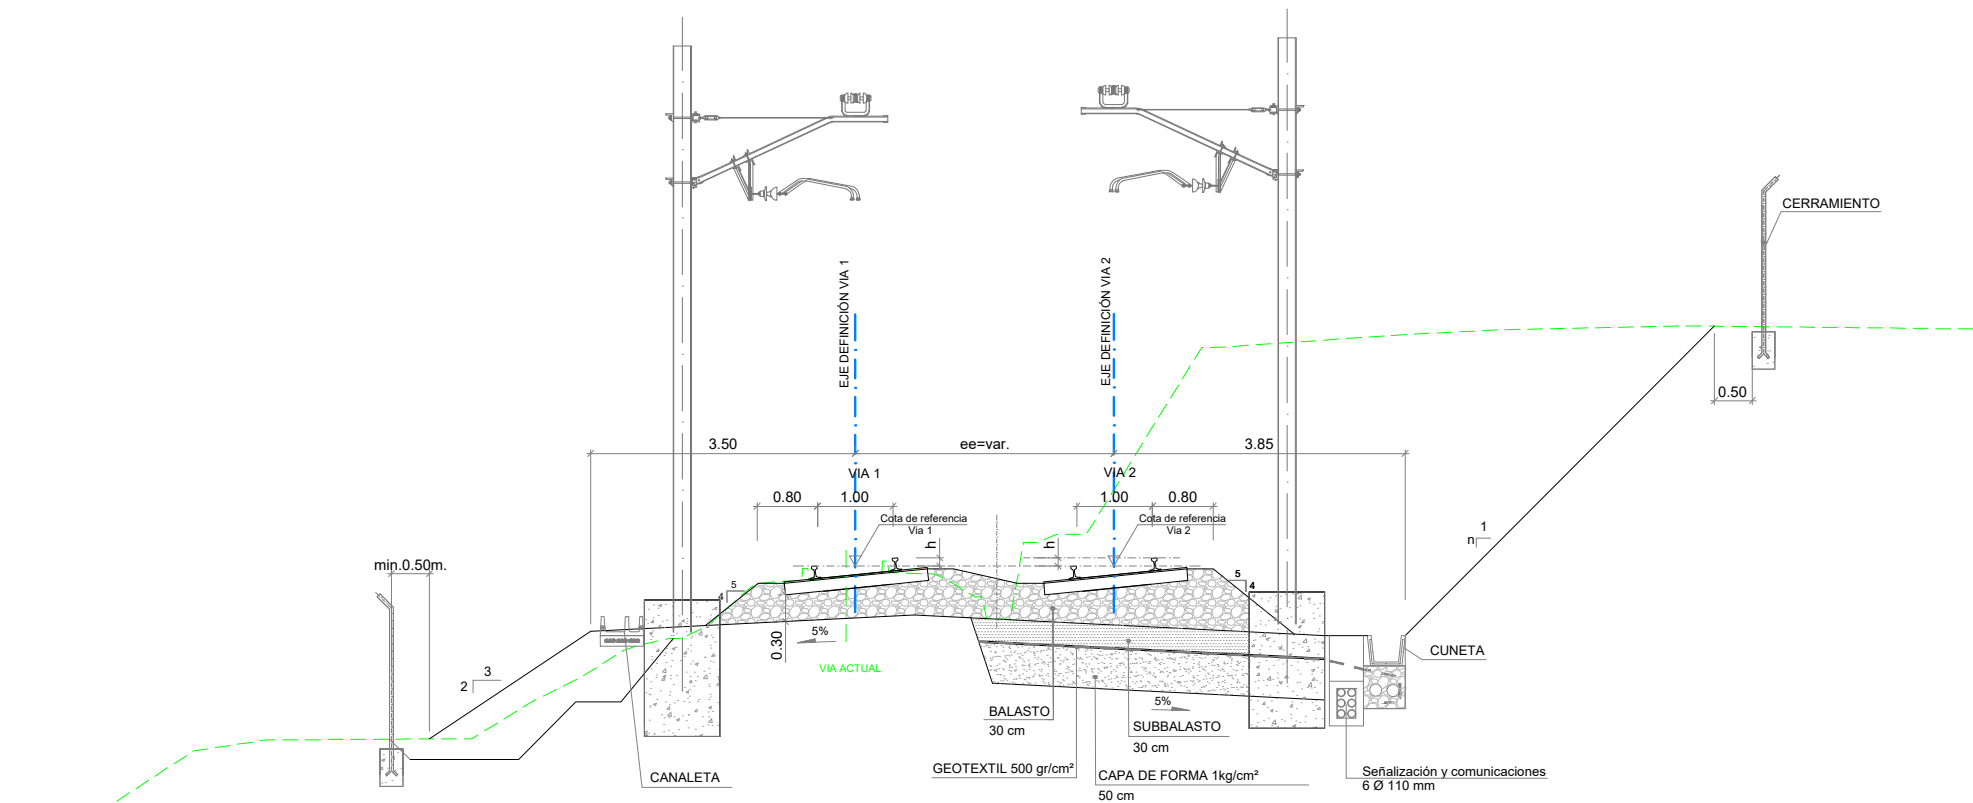 CERRAMIENTO
EJE DEFINICIÓN VIA 1
EJE DEFINICIÓN VIA 2
0.50
3.50
ee=var.
3.85
VIA 1
VIA 2
0.80
1.00
1.00
0.80
Cota de referencia
Via 1
Cota de referencia
Via 2
h
h
1
n
min.0.50m.
5
4
5
4
0.30
5%
VIA ACTUAL
CUNETA
3
2
5%
BALASTO
30 cm
SUBBALASTO
30 cm
GEOTEXTIL 500 gr/cm²
CANALETA
CAPA DE FORMA 1kg/cm²
50 cm
Señalización y comunicaciones
6 Ø 110 mm